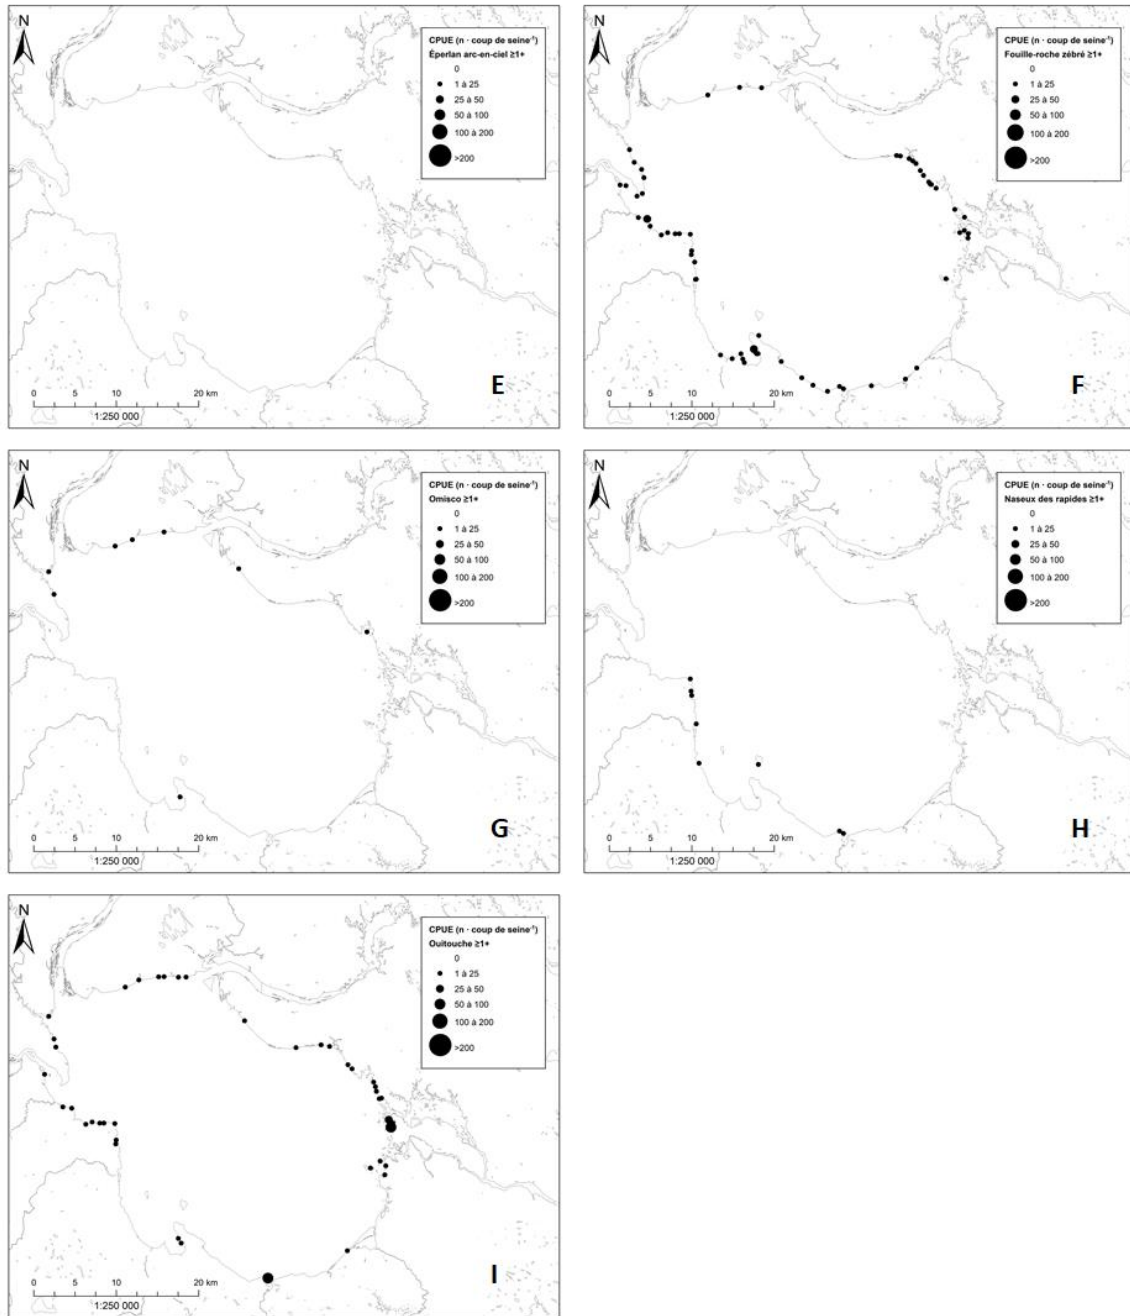 N
CPUE (n · coup de seine⁻¹)
Éperlan arc-en-ciel ≥1+
0
1 à 25
25 à 50
50 à 100
100 à 200
>200
0 5 10 20 km
1:250 000
E
N
CPUE (n · coup de seine⁻¹)
Fouille-roche zébré ≥1+
0
1 à 25
25 à 50
50 à 100
100 à 200
>200
0 5 10 20 km
1:250 000
F
N
CPUE (n · coup de seine⁻¹)
Omisco ≥1+
0
1 à 25
25 à 50
50 à 100
100 à 200
>200
0 5 10 20 km
1:250 000
G
N
CPUE (n · coup de seine⁻¹)
Naseux des rapides ≥1+
0
1 à 25
25 à 50
50 à 100
100 à 200
>200
0 5 10 20 km
1:250 000
H
N
CPUE (n · coup de seine⁻¹)
Ouitouche ≥1+
0
1 à 25
25 à 50
50 à 100
100 à 200
>200
0 5 10 20 km
1:250 000
I